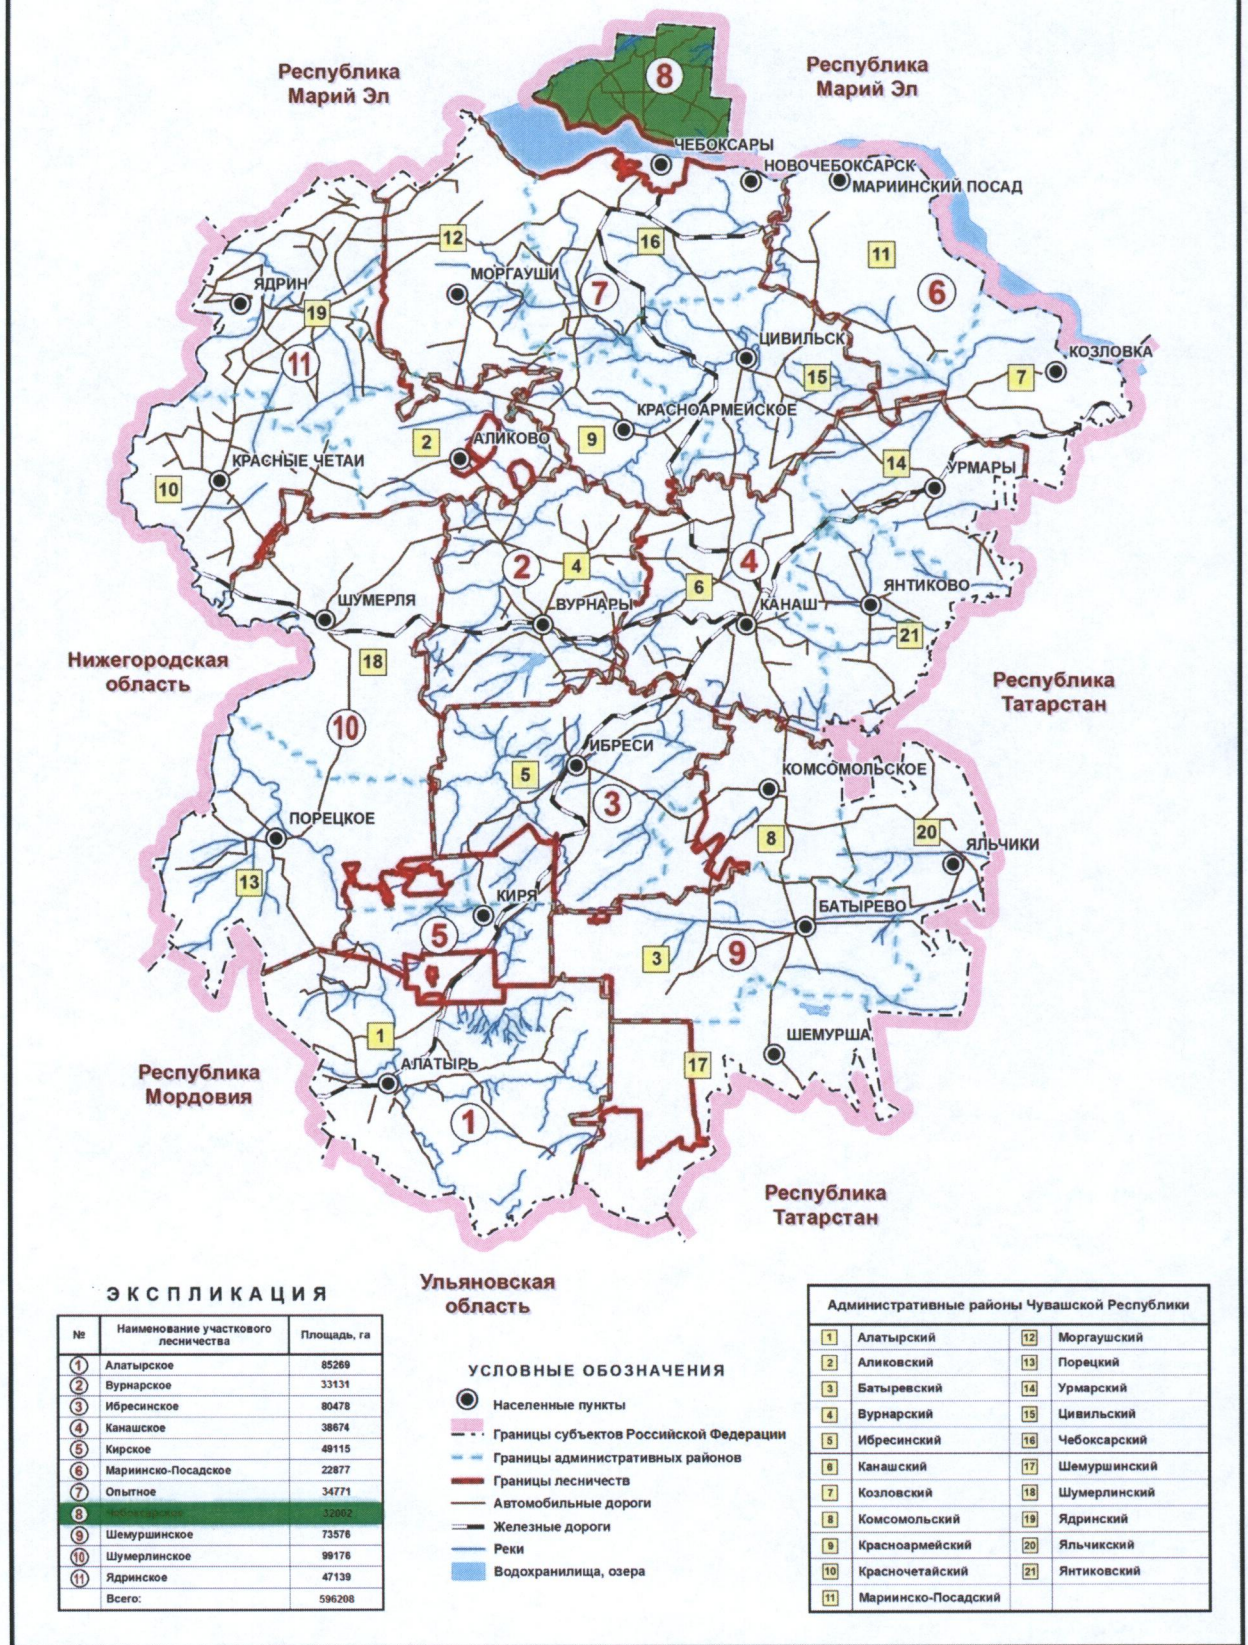 Республика
Марий Эл
Республика
Марий Эл
8
ЧЕБОКСАРЫ
НОВОЧЕБОКСАРСК
МАРИИНСКИЙ ПОСАД
12
16
11
МОРГАУШИ
7
6
ЯДРИН
19
ЦИВИЛЬСК
КОЗЛОВКА
11
15
7
КРАСНОАРМЕЙСКОЕ
2
АЛИКОВО
9
КРАСНЫЕ ЧЕТАИ
14
УРМАРЫ
10
2
4
4
6
ЯНТИКОВО
ШУМЕРЛЯ
ВУРНАРЫ
КАНАШ
21
Нижегородская
область
18
Республика
Татарстан
10
ИБРЕСИ
5
КОМСОМОЛЬСКОЕ
3
ПОРЕЦКОЕ
8
20
ЯЛЬЧИКИ
13
КИРЯ
БАТЫРЕВО
5
3
9
1
ШЕМУРША
17
АЛАТЫРЬ
Республика
Мордовия
1
Республика
Татарстан
Ульяновская
область
ЭКСПЛИКАЦИЯ
№ Наименование участкового лесничества Площадь, га
1 Алатырское 85269
2 Вурнарское 33131
3 Ибресинское 80478
4 Канашское 38674
5 Кирское 49115
6 Мариинско-Посадское 22877
7 Опытное 34771
8
9 Шемуршинское 73576
10 Шумерлинское 99176
11 Ядринское 47139
Всего: 596208
УСЛОВНЫЕ ОБОЗНАЧЕНИЯ
Населенные пункты
Границы субъектов Российской Федерации
Границы административных районов
Границы лесничеств
Автомобильные дороги
Железные дороги
Реки
Водохранилища, озера
Административные районы Чувашской Республики
1 Алатырский 12 Моргаушский
2 Аликовский 13 Порецкий
3 Батыревский 14 Урмарский
4 Вурнарский 15 Цивильский
5 Ибресинский 16 Чебоксарский
6 Канашский 17 Шемуршинский
7 Козловский 18 Шумерлинский
8 Комсомольский 19 Ядринский
9 Красноармейский 20 Яльчикский
10 Красночетайский 21 Янтиковский
11 Мариинско-Посадский